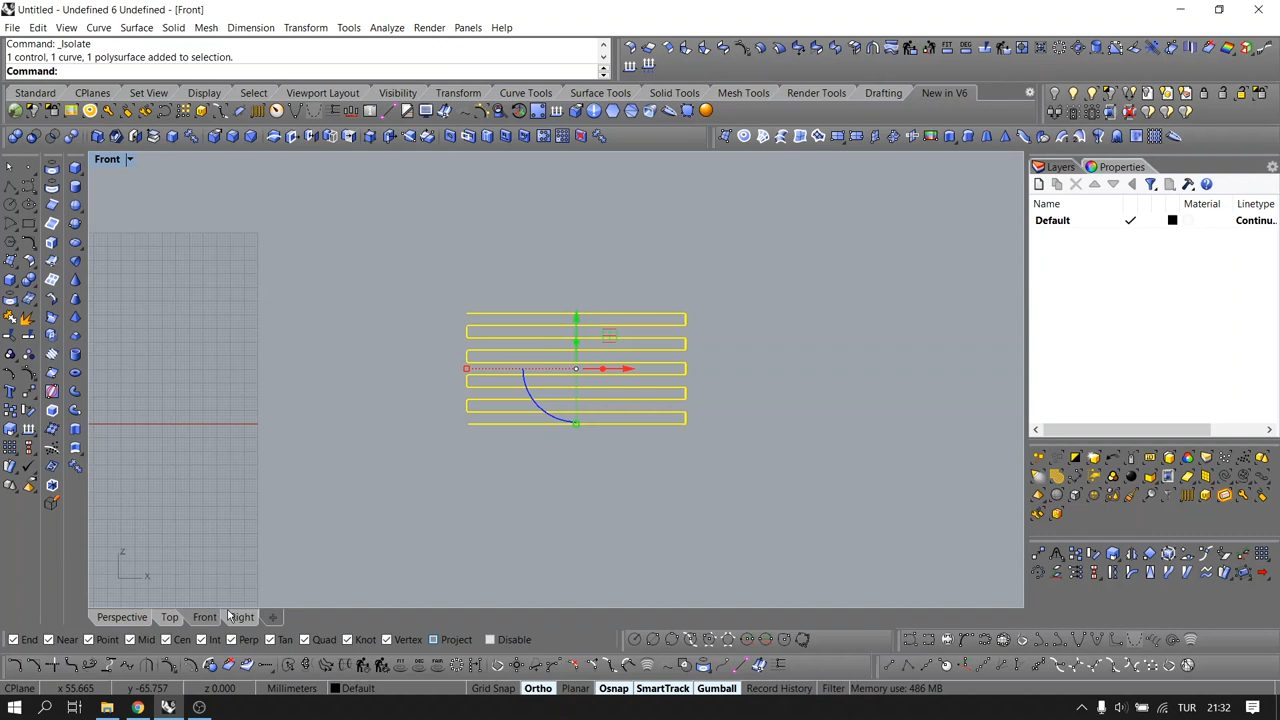 Untitled - Undefined 6 Undefined - [Front]
File Edit View Curve Surface Solid Mesh Dimension Transform Tools Analyze Render Panels Help
Command: _Isolate
1 control, 1 curve, 1 polysurface added to selection.
Command:
Standard CPlanes Set View Display Select Viewport Layout Visibility Transform Curve Tools Surface Tools Solid Tools Mesh Tools Render Tools Drafting New in V6
Front
Layers Properties
Name Material Linetype
Default Continu...
z
x
Perspective Top Front Right
End Near Point Mid Cen Int Perp Tan Quad Knot Vertex Project Disable
CPlane x 55.665 y -65.757 z 0.000 Millimeters Default Grid Snap Ortho Planar Osnap SmartTrack Gumball Record History Filter Memory use: 486 MB
TUR 21:32